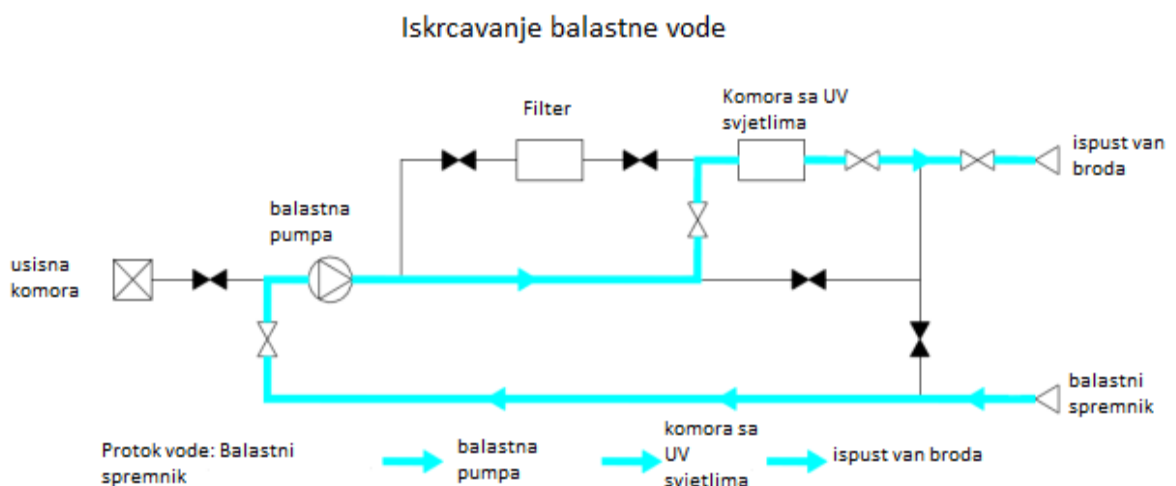 Iskrcavanje balastne vode
Filter
Komora sa UV
svjetlima
ispust van
broda
balastna
pumpa
usisna
komora
balastni
spremnik
Protok vode: Balastni
spremnik
balastna
pumpa
komora sa
UV
svjetlima
ispust van broda